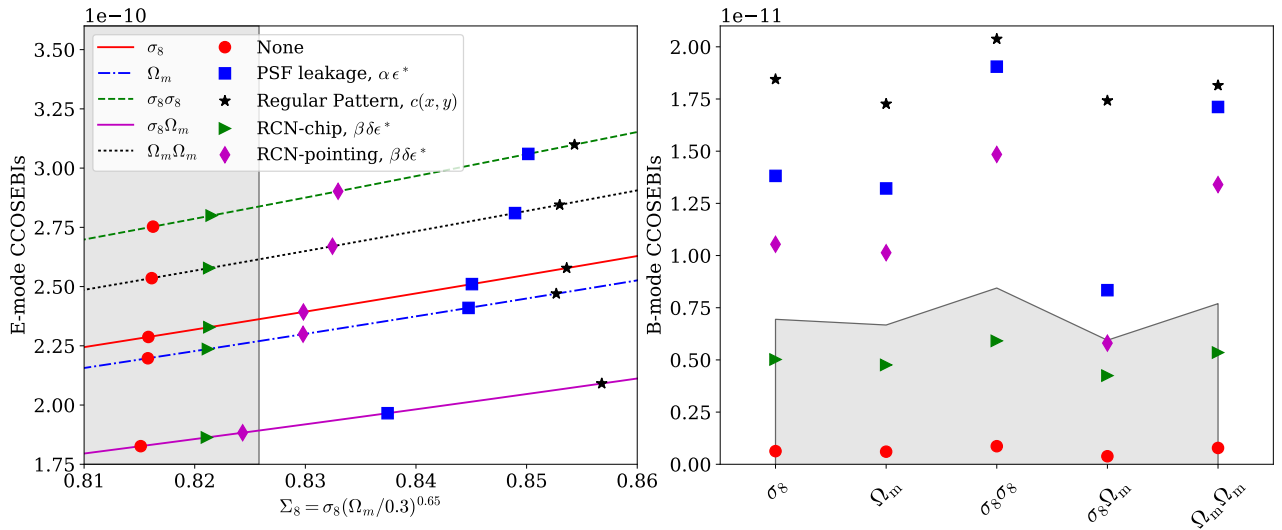 1e−10
E-mode CCOSEBIs
3.50
3.25
3.00
2.75
2.50
2.25
2.00
1.75
σ8
Ωm
σ8σ8
σ8Ωm
ΩmΩm
None
PSF leakage, αϵ*
Regular Pattern, c(x, y)
RCN-chip, βδϵ*
RCN-pointing, βδϵ*
0.81 0.82 0.83 0.84 0.85 0.86
Σ8 = σ8(Ωm/0.3)^0.65
1e−11
B-mode CCOSEBIs
2.00
1.75
1.50
1.25
1.00
0.75
0.50
0.25
0.00
σ8
Ωm
σ8σ8
σ8Ωm
ΩmΩm